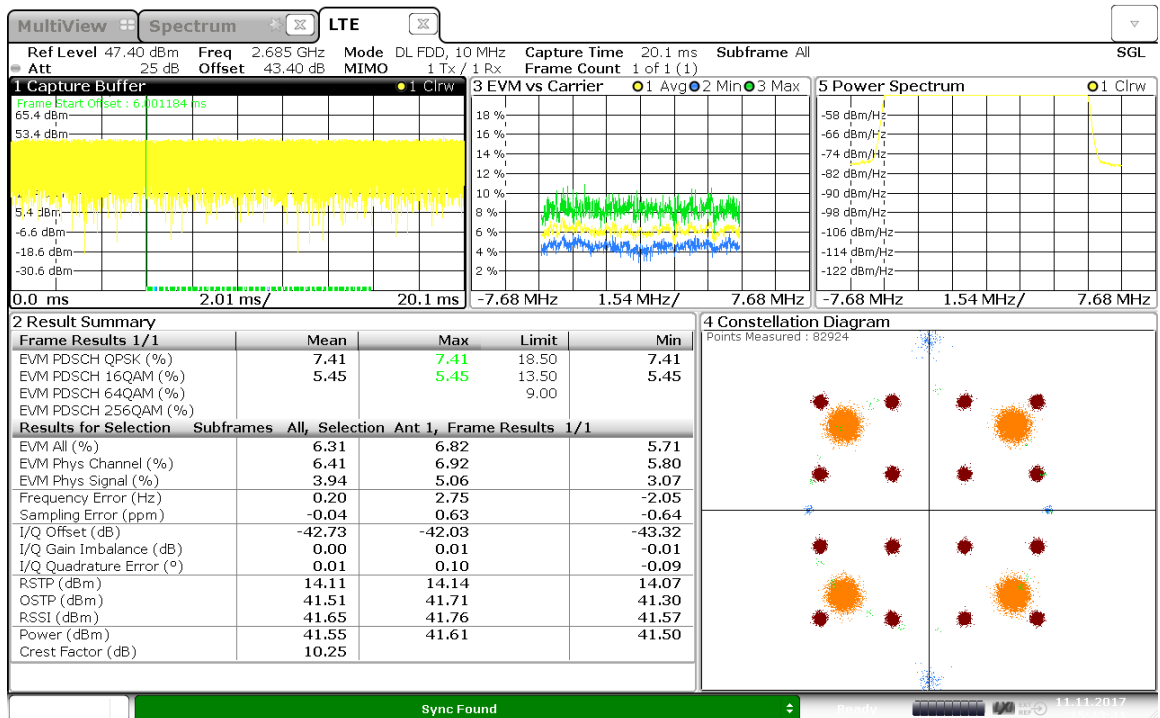 MultiView Spectrum LTE
Ref Level 47.40 dBm Freq 2.685 GHz Mode DL FDD, 10 MHz Capture Time 20.1 ms Subframe All SGL
Att 25 dB Offset 43.40 dB MIMO 1 Tx / 1 Rx Frame Count 1 of 1 (1)
1 Capture Buffer 1 Clrw
Frame Start Offset : 6.001184 ms
65.4 dBm
53.4 dBm
5.4 dBm
-6.6 dBm
-18.6 dBm
-30.6 dBm
0.0 ms 2.01 ms/ 20.1 ms
3 EVM vs Carrier 1 Avg 2 Min 3 Max
18 %
16 %
14 %
12 %
10 %
8 %
6 %
4 %
2 %
-7.68 MHz 1.54 MHz/ 7.68 MHz
5 Power Spectrum 1 Clrw
-58 dBm/Hz
-66 dBm/Hz
-74 dBm/Hz
-82 dBm/Hz
-90 dBm/Hz
-98 dBm/Hz
-106 dBm/Hz
-114 dBm/Hz
-122 dBm/Hz
-7.68 MHz 1.54 MHz/ 7.68 MHz
2 Result Summary
Frame Results 1/1 Mean Max Limit Min
EVM PDSCH QPSK (%) 7.41 7.41 18.50 7.41
EVM PDSCH 16QAM (%) 5.45 5.45 13.50 5.45
EVM PDSCH 64QAM (%) 9.00
EVM PDSCH 256QAM (%)
Results for Selection Subframes All, Selection Ant 1, Frame Results 1/1
EVM All (%) 6.31 6.82 5.71
EVM Phys Channel (%) 6.41 6.92 5.80
EVM Phys Signal (%) 3.94 5.06 3.07
Frequency Error (Hz) 0.20 2.75 -2.05
Sampling Error (ppm) -0.04 0.63 -0.64
I/Q Offset (dB) -42.73 -42.03 -43.32
I/Q Gain Imbalance (dB) 0.00 0.01 -0.01
I/Q Quadrature Error (º) 0.01 0.10 -0.09
RSTP (dBm) 14.11 14.14 14.07
OSTP (dBm) 41.51 41.71 41.30
RSSI (dBm) 41.65 41.76 41.57
Power (dBm) 41.55 41.61 41.50
Crest Factor (dB) 10.25
4 Constellation Diagram
Points Measured : 82924
Sync Found
Ready
LXI EXT REF
11.11.2017